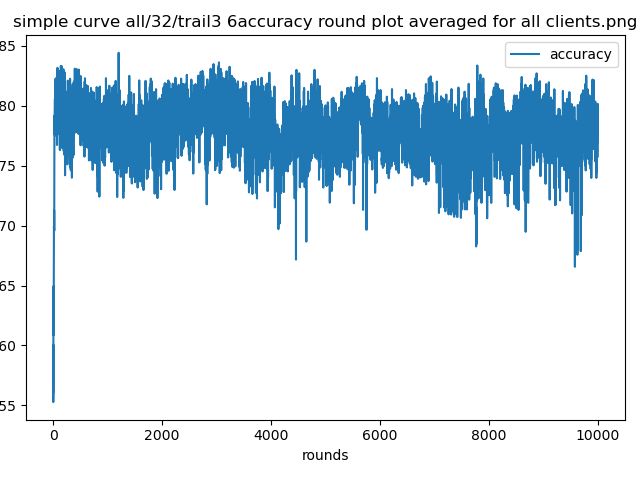 simple curve all/32/trail3 6accuracy round plot averaged for all clients.png
accuracy
85
80
75
70
65
60
55
0 2000 4000 6000 8000 10000
rounds